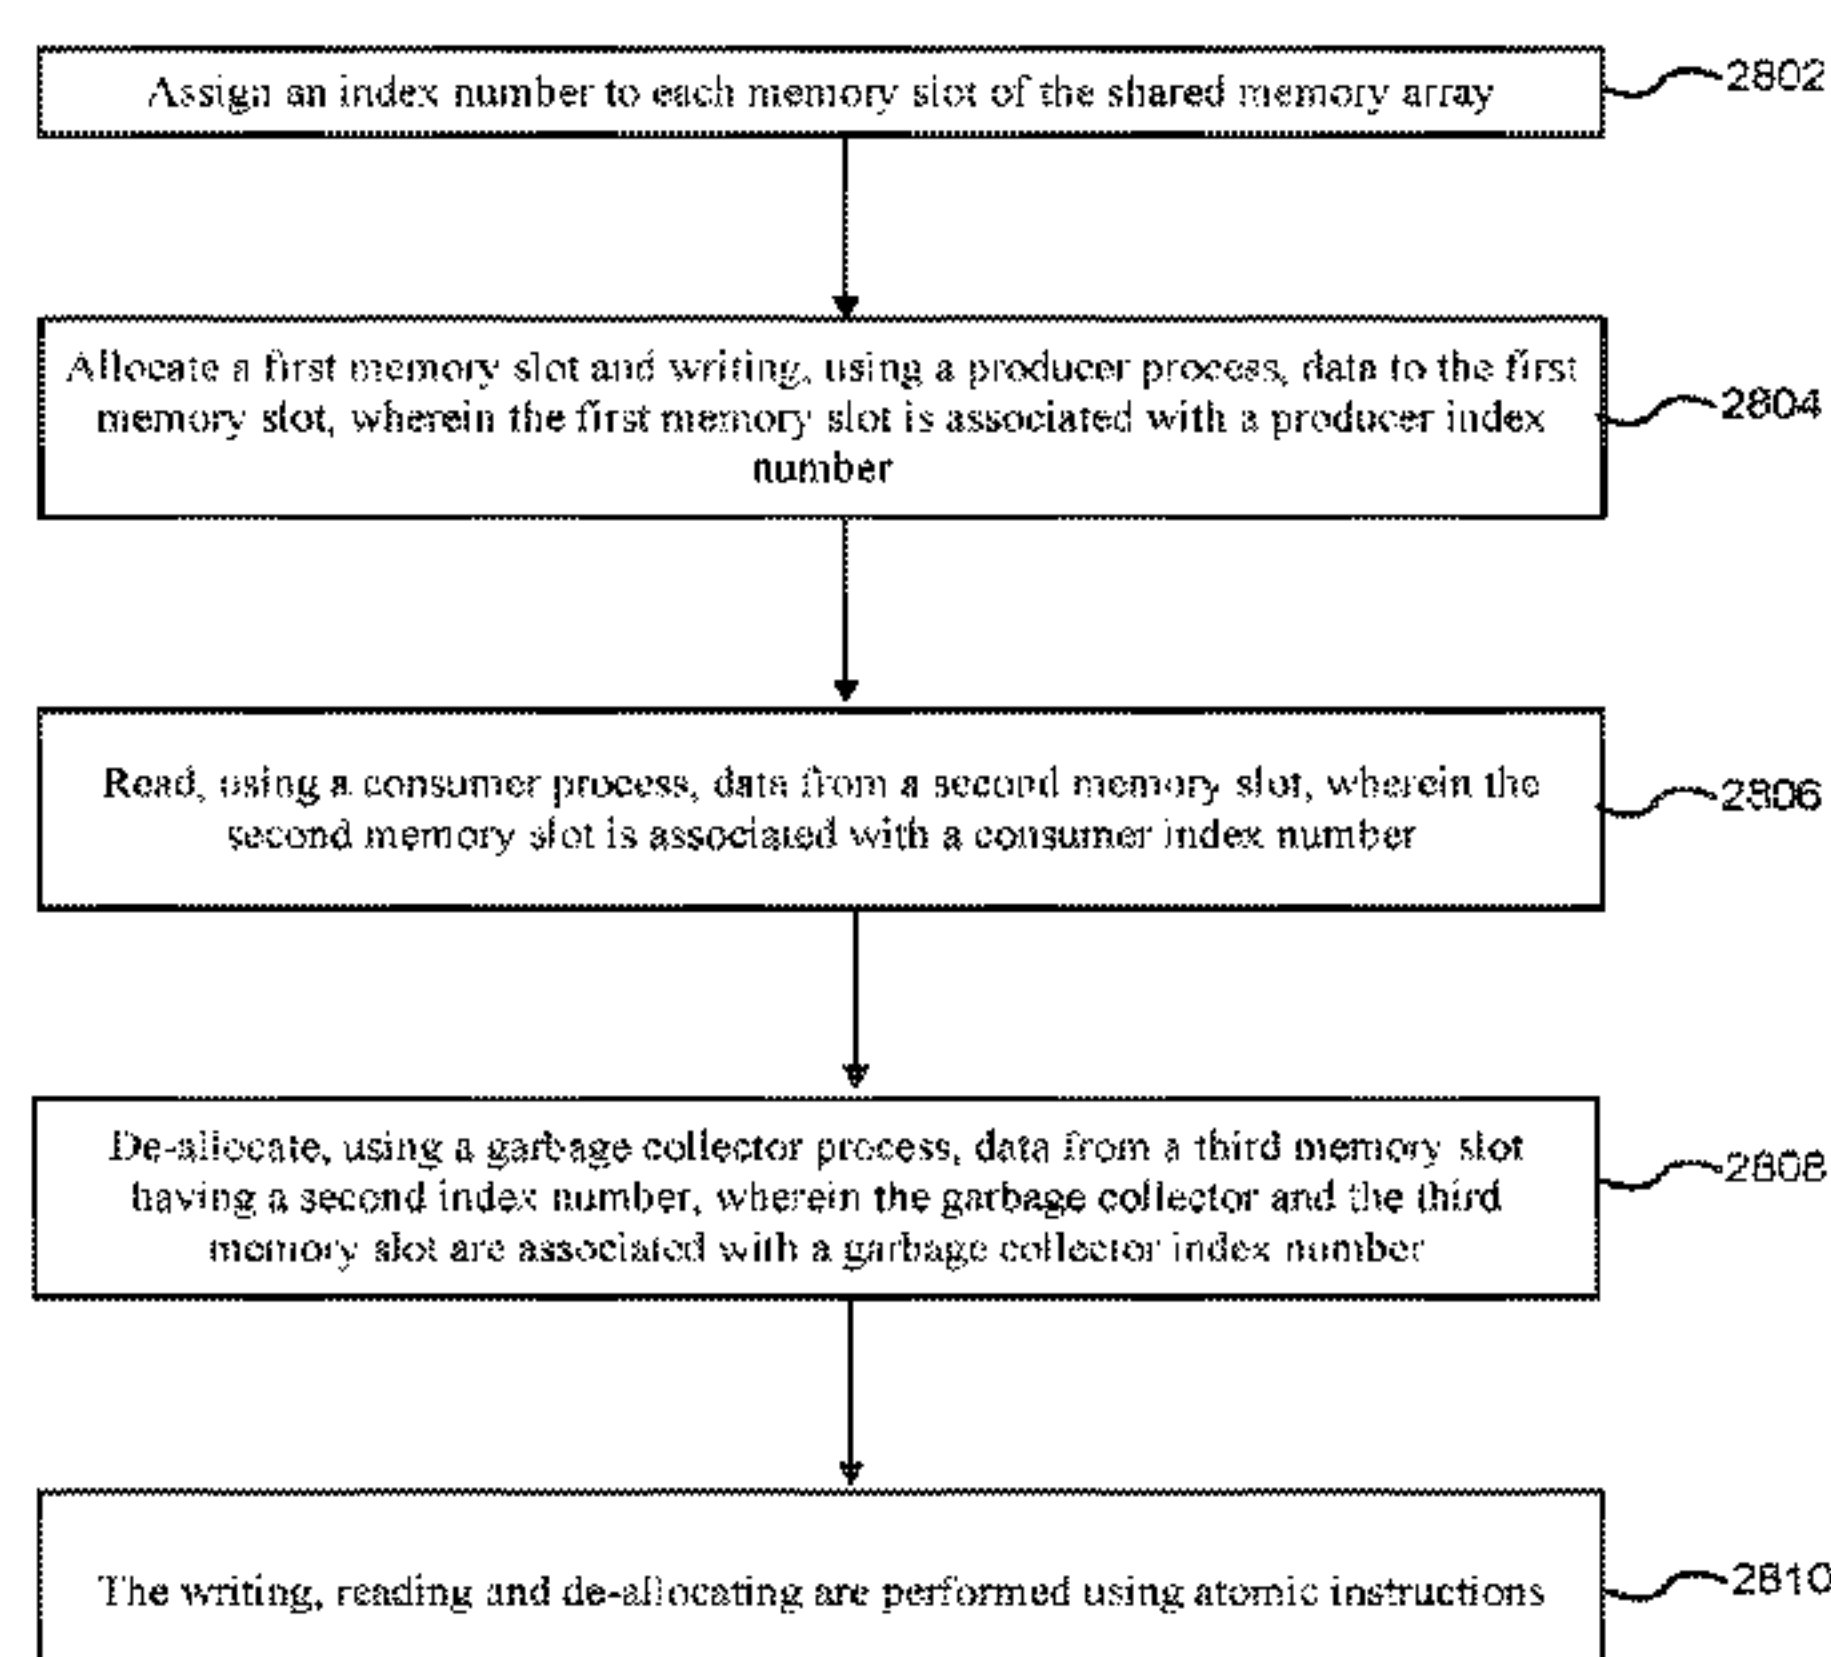 Assign an index number to each memory slot of the shared memory array
2802
Allocate a first memory slot and writing, using a producer process, data to the first
memory slot, wherein the first memory slot is associated with a producer index
number
2804
Read, using a consumer process, data from a second memory slot, wherein the
second memory slot is associated with a consumer index number
2806
De-allocate, using a garbage collector process, data from a third memory slot
having a second index number, wherein the garbage collector and the third
memory slot are associated with a garbage collector index number
2808
The writing, reading and de-allocating are performed using atomic instructions
2810